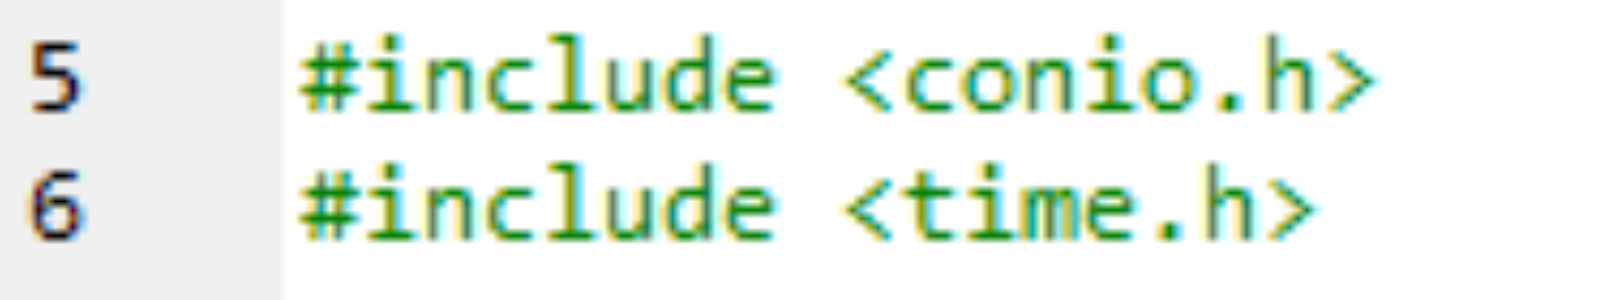 5 #include <conio.h>
6 #include <time.h>